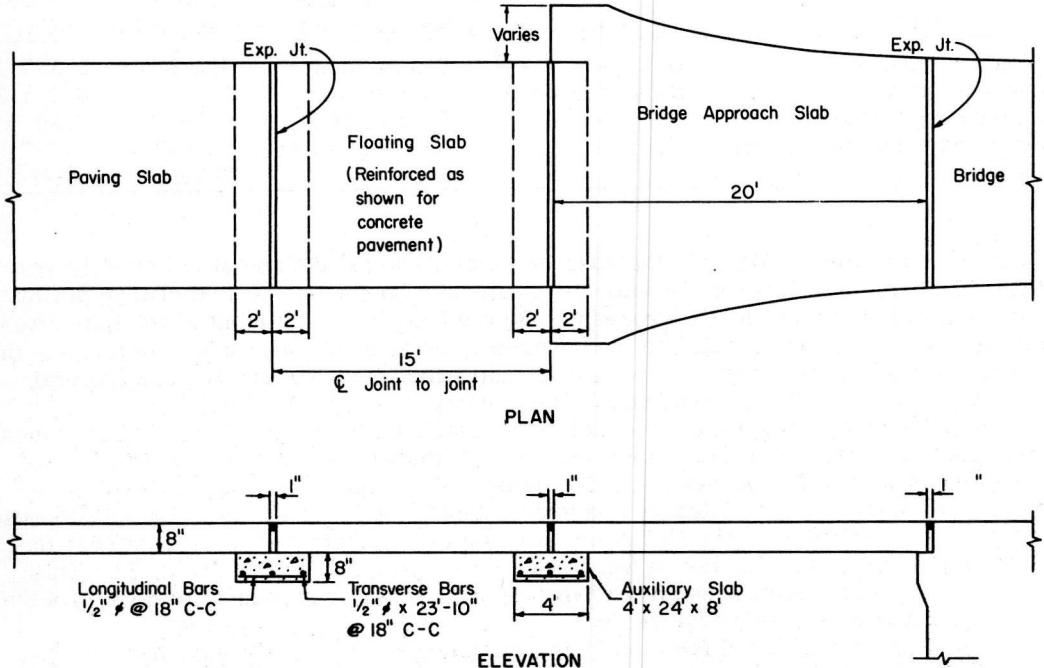 Varies
Exp. Jt.
Exp. Jt.
Bridge Approach Slab
Floating Slab
(Reinforced as
shown for
concrete
pavement)
Paving Slab
Bridge
20'
2'
2'
2'
2'
15'
℄ Joint to joint
PLAN
1"
1"
1"
8"
8"
Longitudinal Bars
1/2" ⌀ @ 18" C-C
Transverse Bars
1/2" ⌀ x 23'-10"
@ 18" C-C
4'
Auxiliary Slab
4' x 24' x 8'
ELEVATION